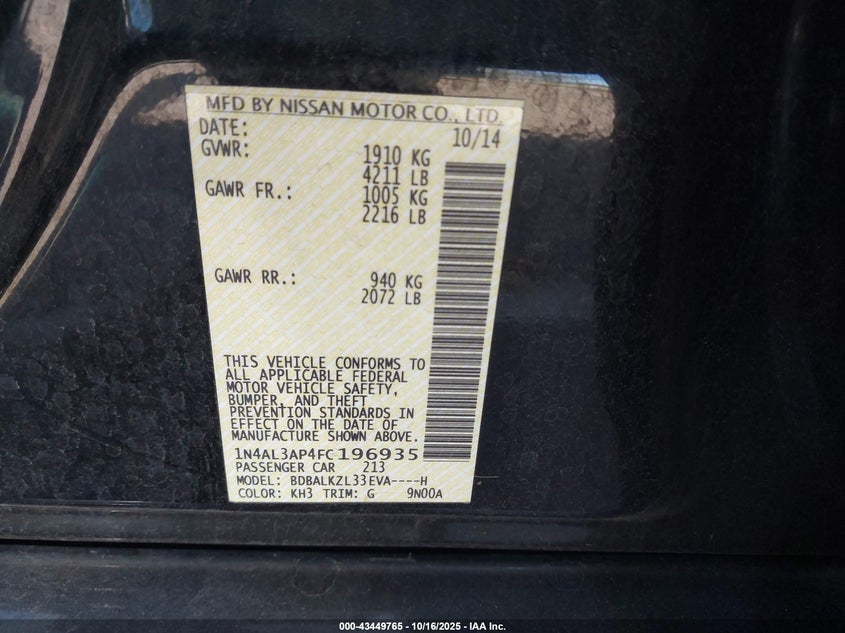 MFD BY NISSAN MOTOR CO., LTD.
DATE: 10/14
GVWR: 1910 KG
4211 LB
GAWR FR.: 1005 KG
2216 LB
GAWR RR.: 940 KG
2072 LB
THIS VEHICLE CONFORMS TO
ALL APPLICABLE FEDERAL
MOTOR VEHICLE SAFETY,
BUMPER, AND THEFT
PREVENTION STANDARDS IN
EFFECT ON THE DATE OF
MANUFACTURE SHOWN ABOVE.
1N4AL3AP4FC196935
PASSENGER CAR 213
MODEL: BDBALKZL33EVA----H
COLOR: KH3 TRIM: G 9N00A
000-43449765 - 10/16/2025 - IAA Inc.